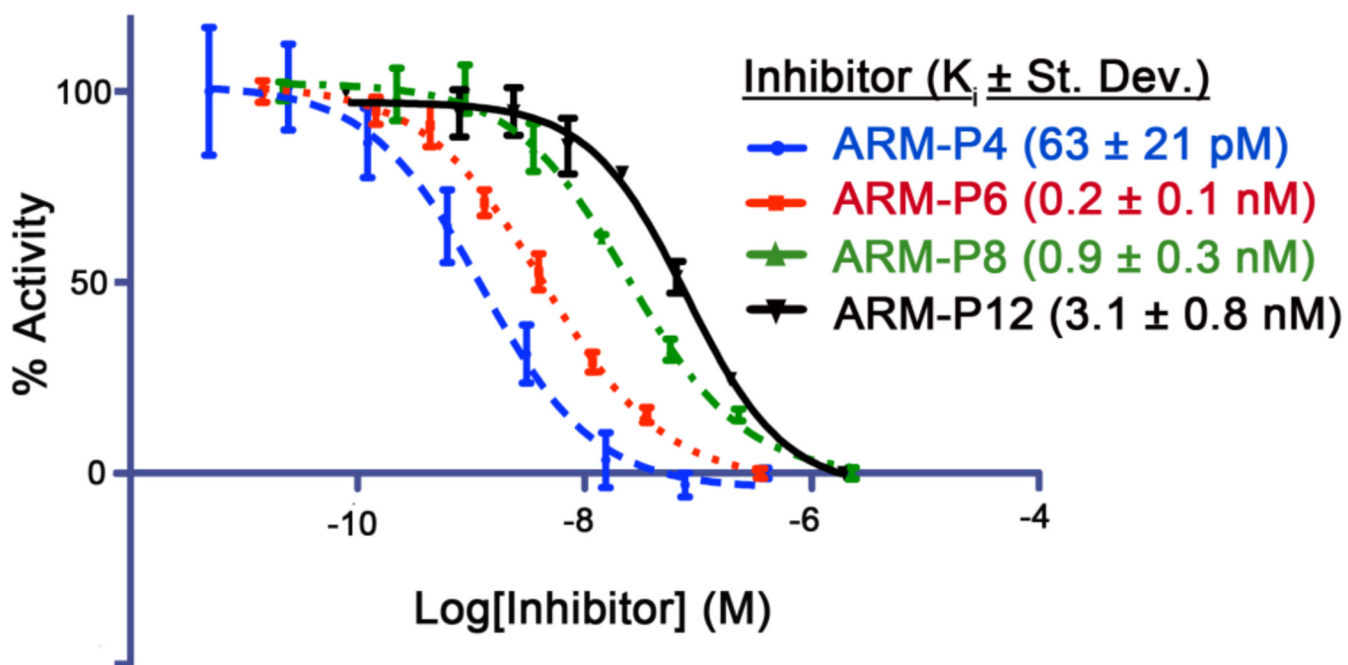 Inhibitor (Ki ± St. Dev.)
ARM-P4 (63 ± 21 pM)
ARM-P6 (0.2 ± 0.1 nM)
ARM-P8 (0.9 ± 0.3 nM)
ARM-P12 (3.1 ± 0.8 nM)
% Activity
100
50
0
-10
-8
-6
-4
Log[Inhibitor] (M)